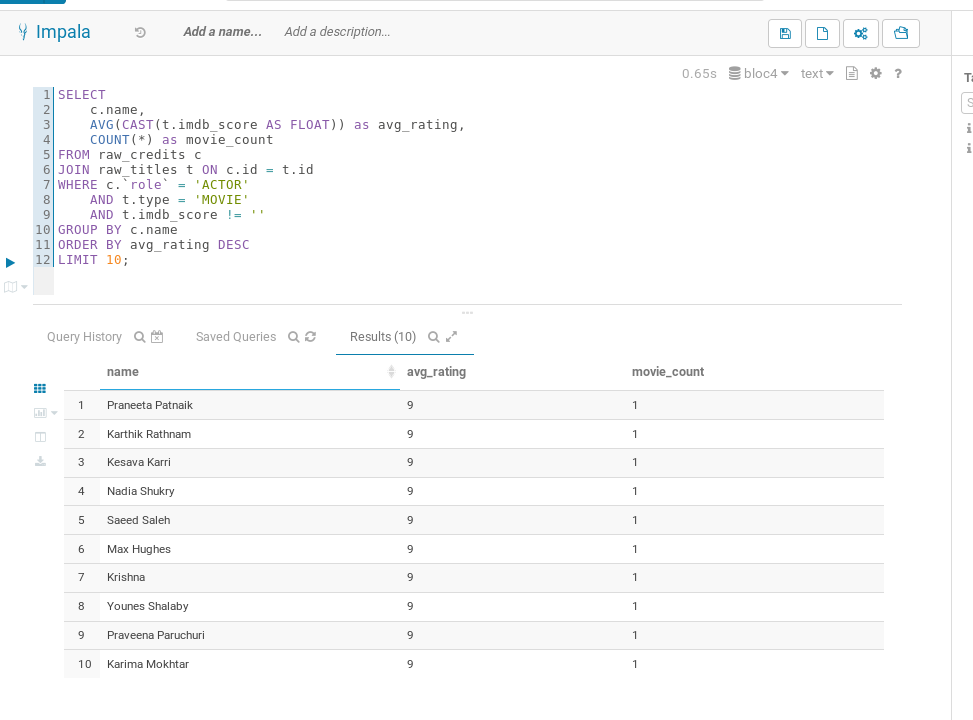 Impala Add a name... Add a description...
0.65s bloc4 text ?
1 SELECT
2 c.name,
3 AVG(CAST(t.imdb_score AS FLOAT)) as avg_rating,
4 COUNT(*) as movie_count
5 FROM raw_credits c
6 JOIN raw_titles t ON c.id = t.id
7 WHERE c.`role` = 'ACTOR'
8 AND t.type = 'MOVIE'
9 AND t.imdb_score != ''
10 GROUP BY c.name
11 ORDER BY avg_rating DESC
12 LIMIT 10;
Query History Saved Queries Results (10)
name avg_rating movie_count
1 Praneeta Patnaik 9 1
2 Karthik Rathnam 9 1
3 Kesava Karri 9 1
4 Nadia Shukry 9 1
5 Saeed Saleh 9 1
6 Max Hughes 9 1
7 Krishna 9 1
8 Younes Shalaby 9 1
9 Praveena Paruchuri 9 1
10 Karima Mokhtar 9 1